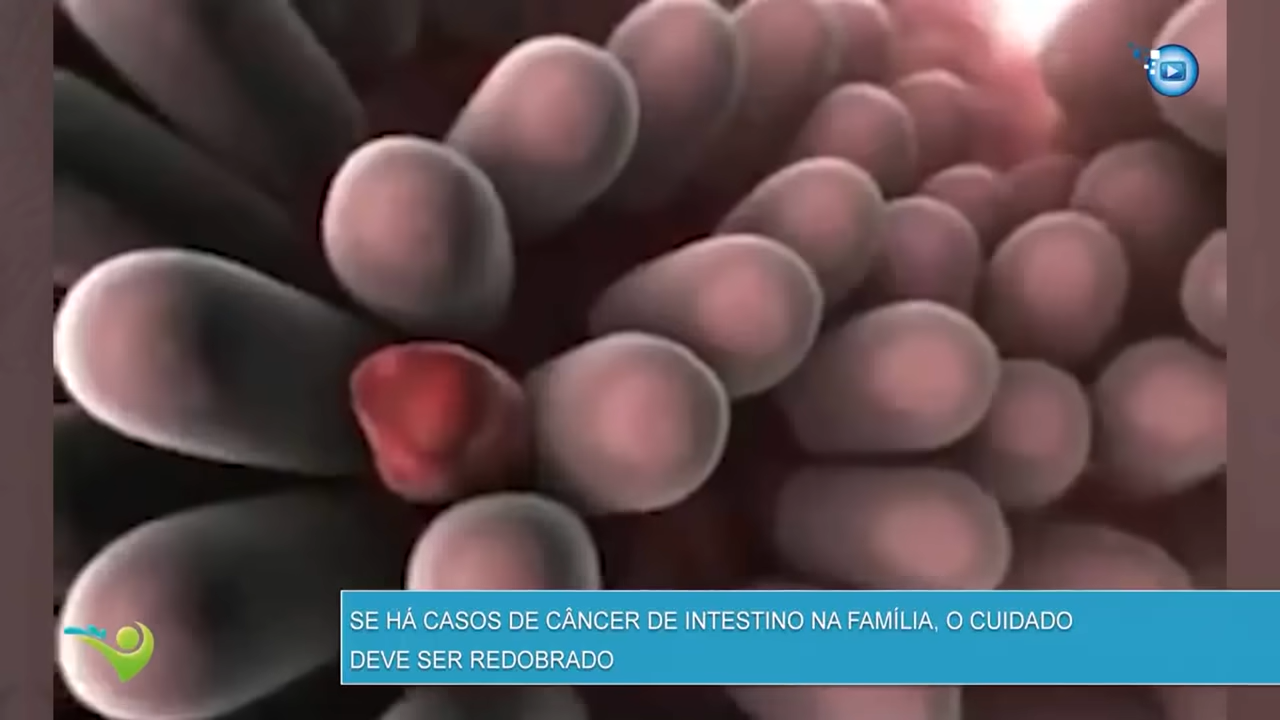 SE HÁ CASOS DE CÂNCER DE INTESTINO NA FAMÍLIA, O CUIDADO
DEVE SER REDOBRADO